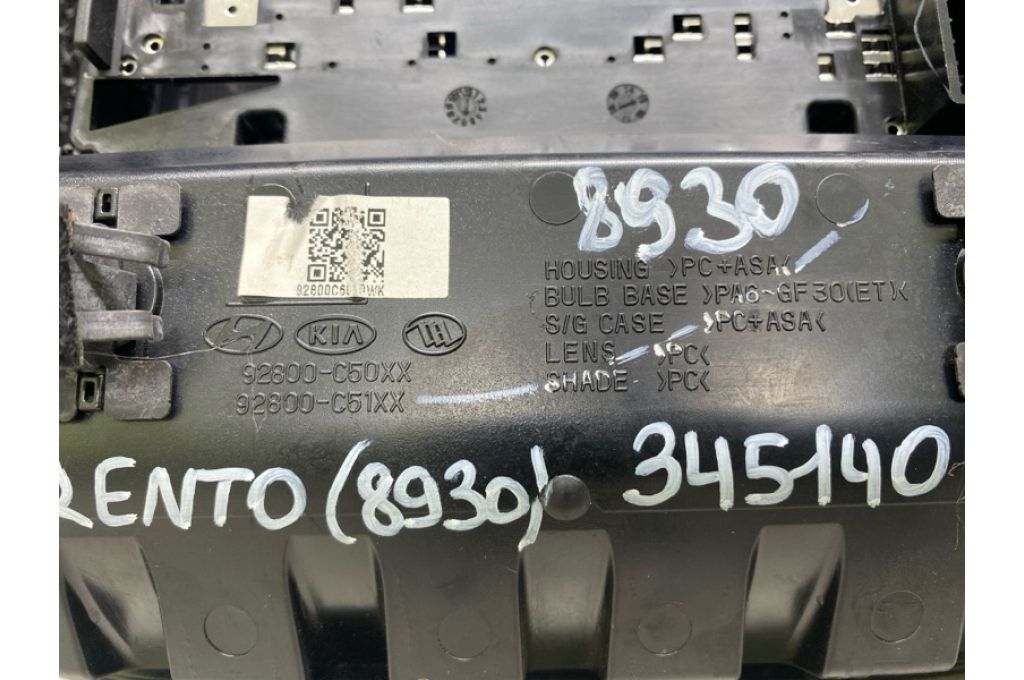 8930
HOUSING >PC+ASA<
BULB BASE >PA6-GF30(ET)<
S/G CASE >PC+ASA<
LENS >PC<
SHADE >PC<
KIA
92800-C50XX
92800-C51XX
RENTO (8930) 345140